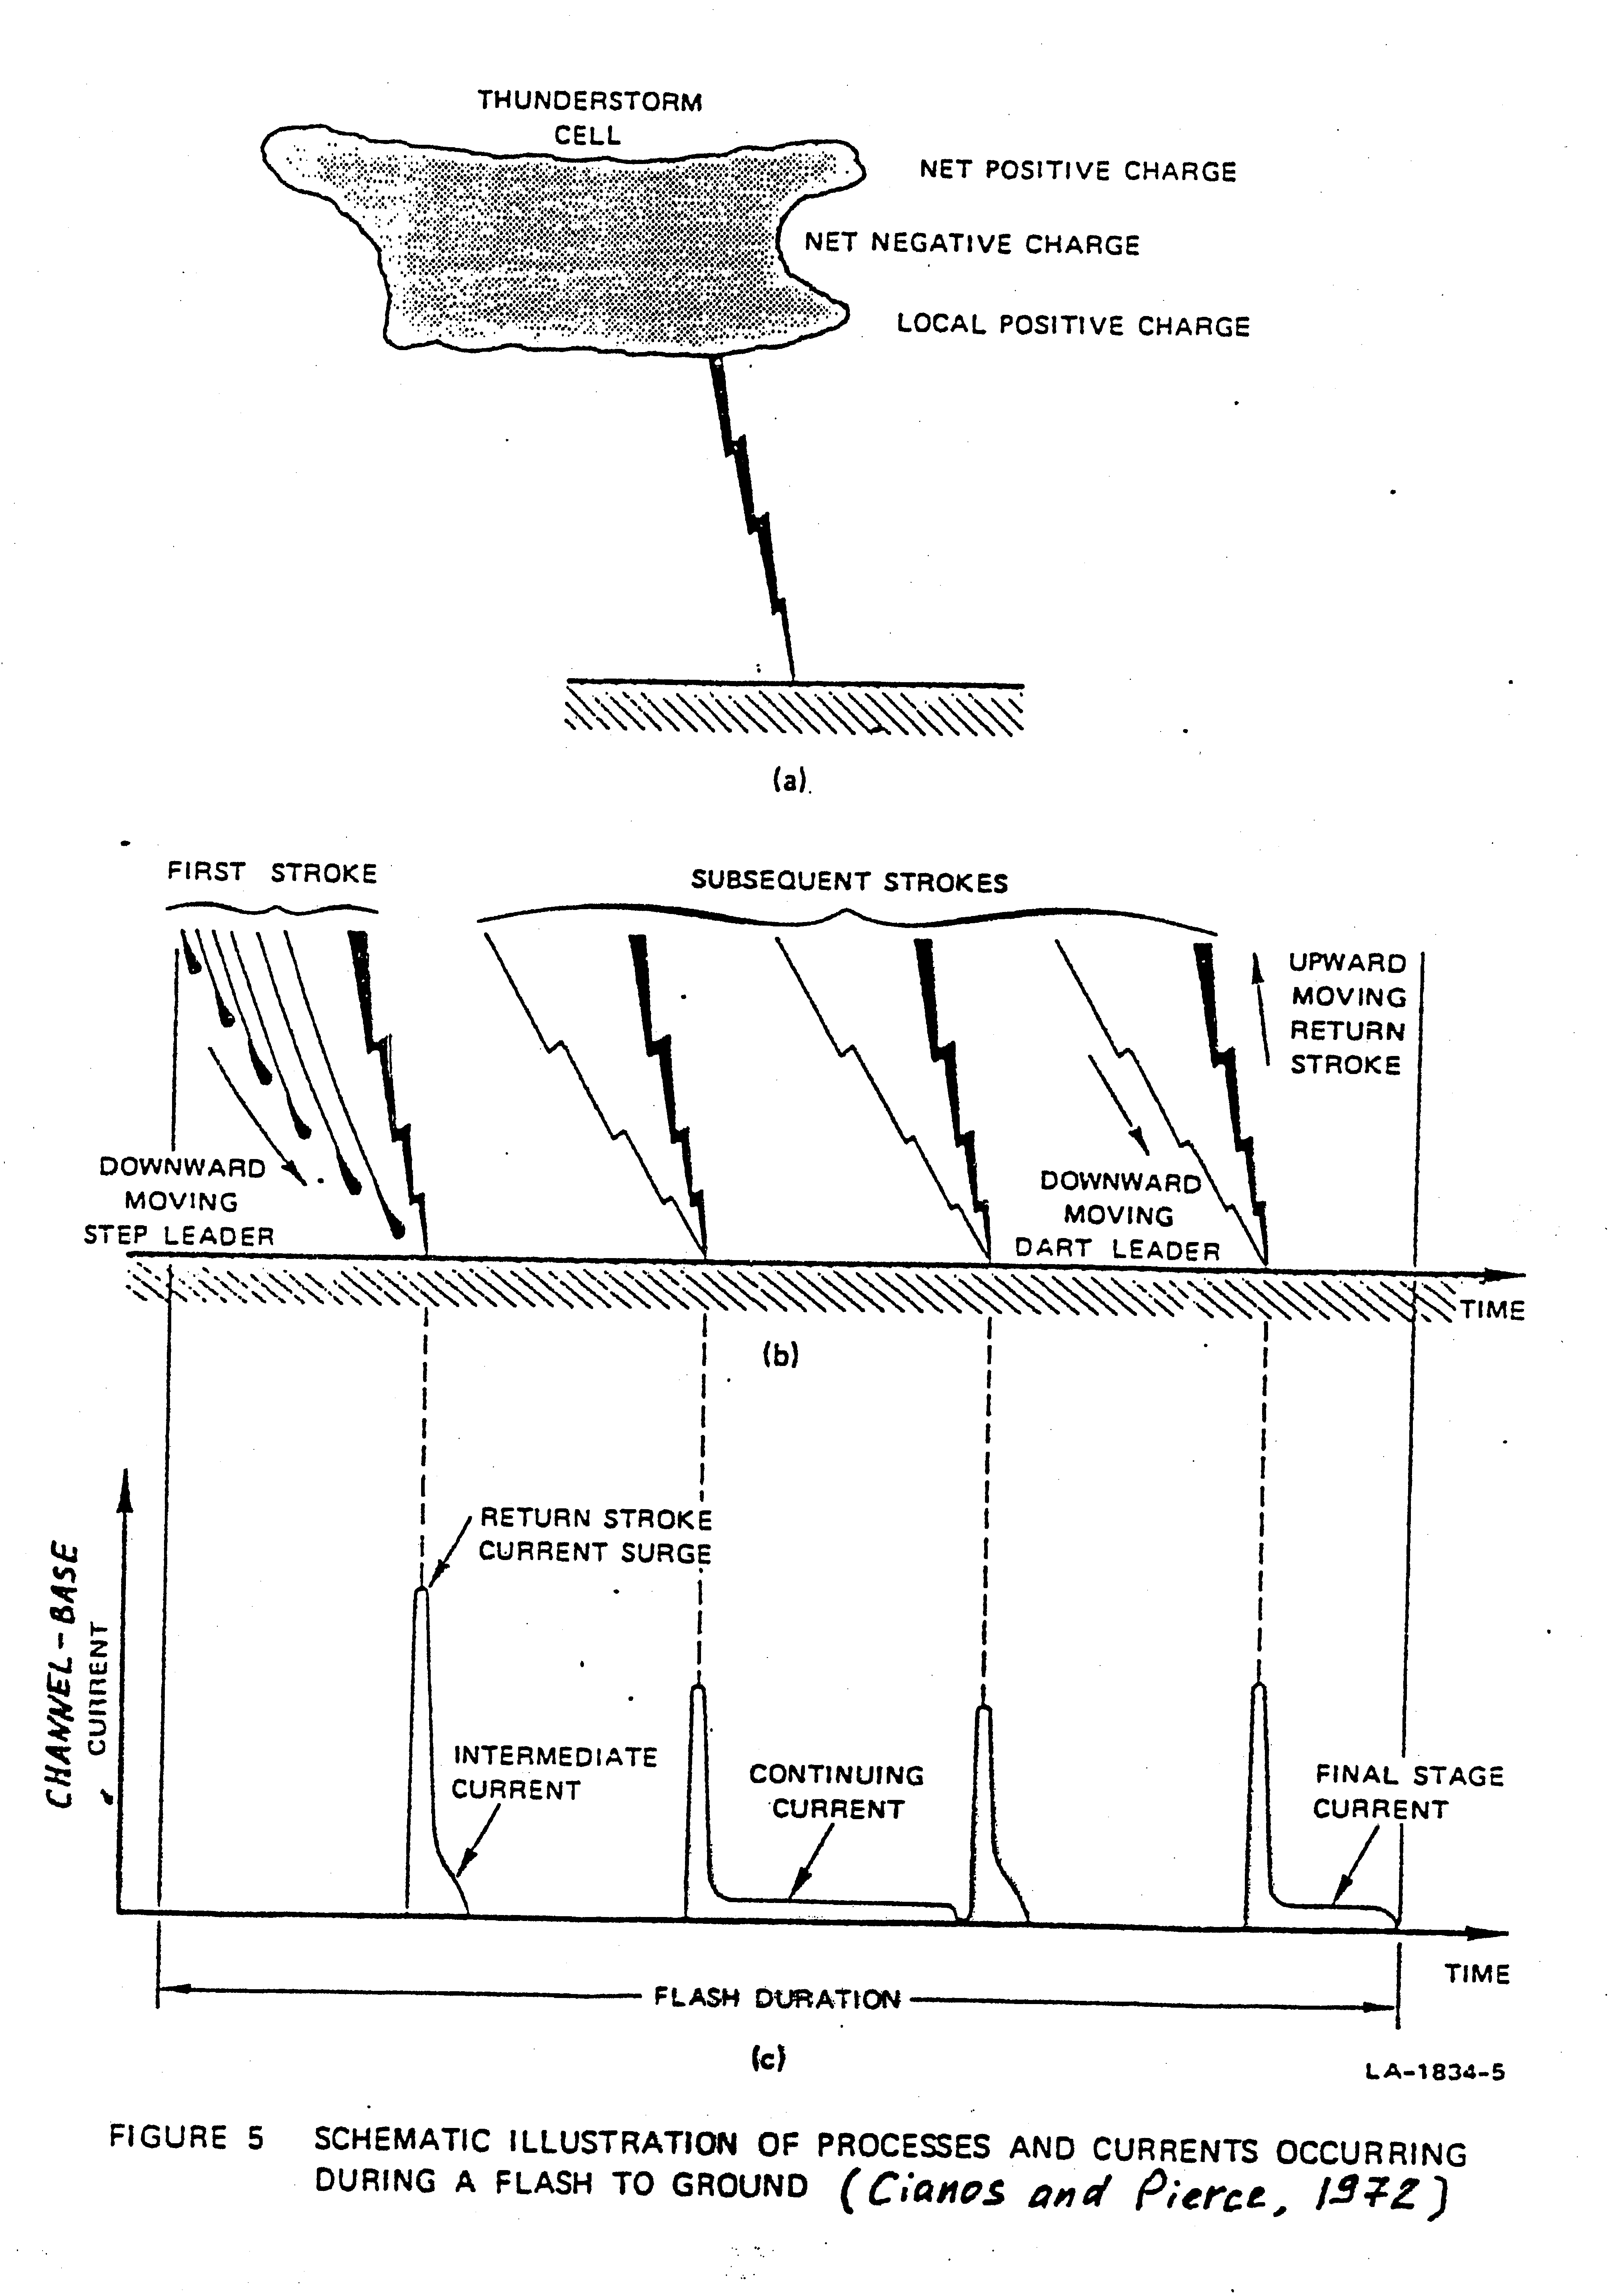 THUNDERSTORM
CELL
NET POSITIVE CHARGE
NET NEGATIVE CHARGE
LOCAL POSITIVE CHARGE
(a)
FIRST STROKE
SUBSEQUENT STROKES
UPWARD
MOVING
RETURN
STROKE
DOWNWARD
MOVING
STEP LEADER
DOWNWARD
MOVING
DART LEADER
TIME
(b)
CHANNEL-BASE
CURRENT
RETURN STROKE
CURRENT SURGE
INTERMEDIATE
CURRENT
CONTINUING
CURRENT
FINAL STAGE
CURRENT
TIME
FLASH DURATION
(c)
LA-1834-5
FIGURE 5 SCHEMATIC ILLUSTRATION OF PROCESSES AND CURRENTS OCCURRING
DURING A FLASH TO GROUND (Cianos and Pierce, 1972)